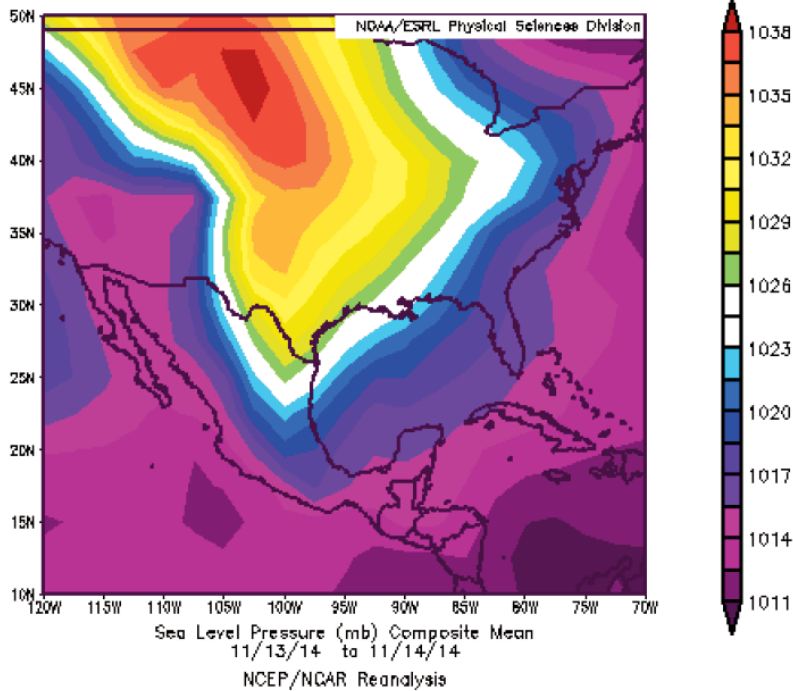 NOAA/ESRL Physical Sciences Division
50N
45N
40N
35N
30N
25N
20N
15N
10N
120W 115W 110W 105W 100W 95W 90W 85W 80W 75W 70W
1038
1035
1032
1029
1026
1023
1020
1017
1014
1011
Sea Level Pressure (mb) Composite Mean
11/13/14 to 11/14/14
NCEP/NCAR Reanalysis